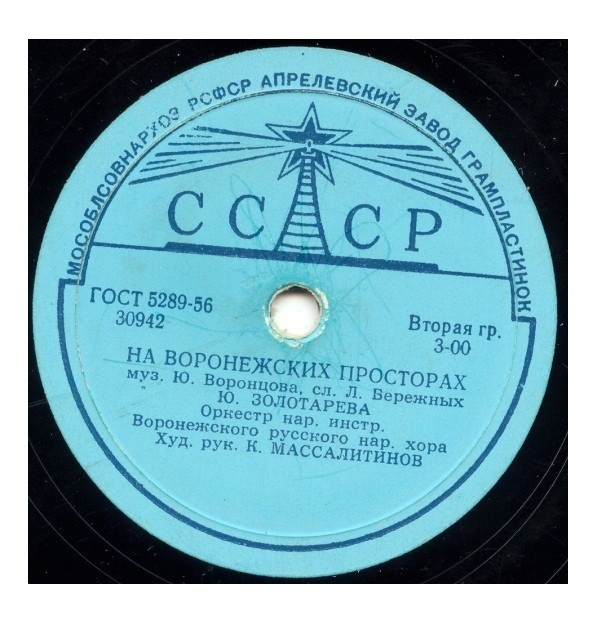 МОСОБЛСОВНАРХОЗ РСФСР АПРЕЛЕВСКИЙ ЗАВОД ГРАМПЛАСТИНОК
СССР
ГОСТ 5289-56
30942
Вторая гр.
3-00
НА ВОРОНЕЖСКИХ ПРОСТОРАХ
муз. Ю. Воронцова, сл. Л. Бережных
Ю. ЗОЛОТАРЕВА
Оркестр нар. инстр.
Воронежского русского нар. хора
Худ. рук. К. МАССАЛИТИНОВ